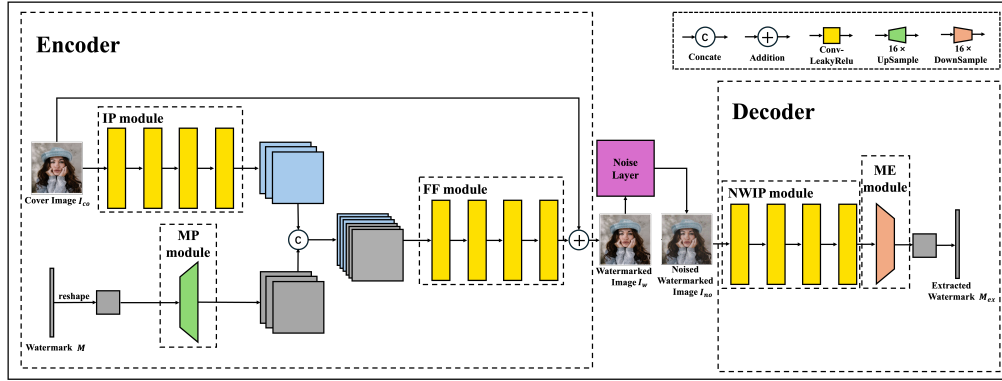 Encoder
C
Concate
Addition
Conv-
LeakyRelu
16 ×
UpSample
16 ×
DownSample
IP module
Cover Image I_co
MP
module
reshape
Watermark M
C
FF module
Noise
Layer
Watermarked
Image I_w
Noised
Watermarked
Image I_no
Decoder
NWIP module
ME
module
Extracted
Watermark M_ex